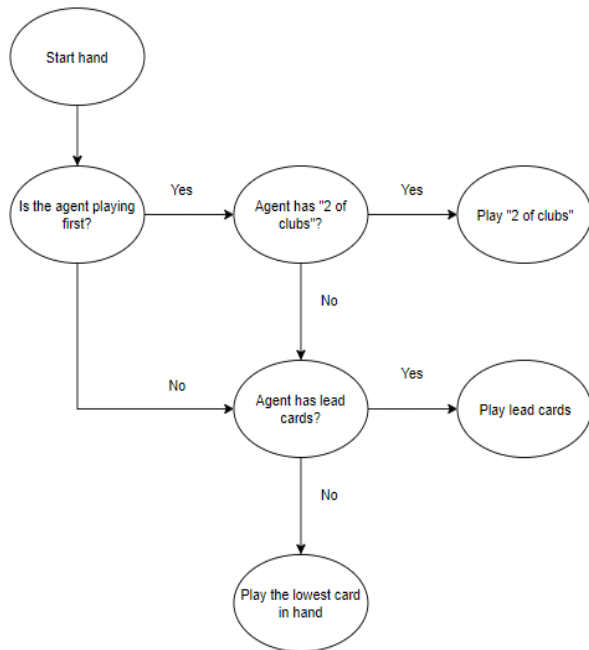 Start hand
Is the agent playing
first?
Yes
Agent has "2 of
clubs"?
Yes
Play "2 of clubs"
No
No
Agent has lead
cards?
Yes
Play lead cards
No
Play the lowest card
in hand